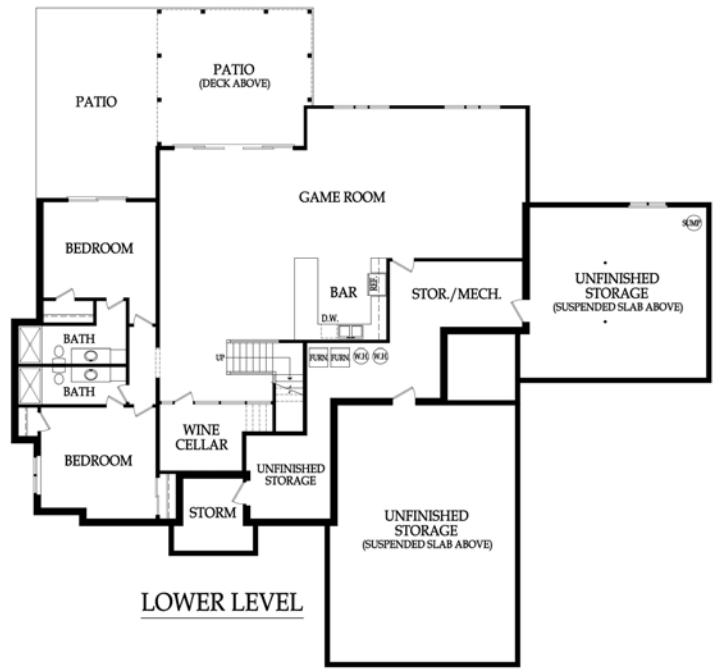 PATIO
(DECK ABOVE)
PATIO
GAME ROOM
BEDROOM
SUMP
UNFINISHED
STORAGE
(SUSPENDED SLAB ABOVE)
BAR
REF.
STOR./MECH.
D.W.
BATH
UP
FURN
FURN
W.H
W.H
BATH
WINE
CELLAR
BEDROOM
UNFINISHED
STORAGE
STORM
UNFINISHED
STORAGE
(SUSPENDED SLAB ABOVE)
LOWER LEVEL